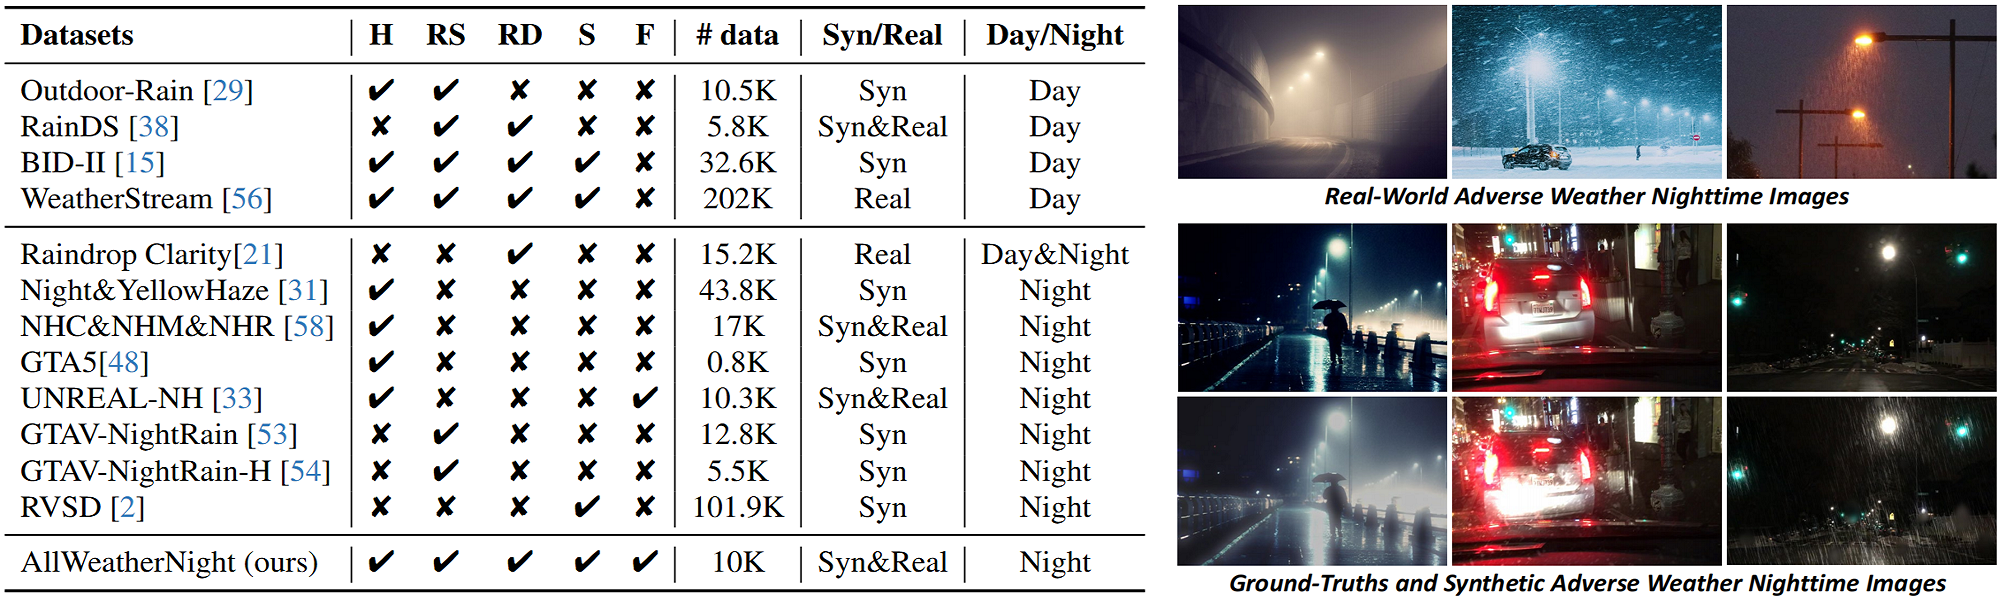 Datasets H RS RD S F # data Syn/Real Day/Night
Outdoor-Rain [29] ✔ ✔ ✘ ✘ ✘ 10.5K Syn Day
RainDS [38] ✘ ✔ ✔ ✘ ✘ 5.8K Syn&Real Day
BID-II [15] ✔ ✔ ✔ ✔ ✘ 32.6K Syn Day
WeatherStream [56] ✔ ✔ ✔ ✔ ✘ 202K Real Day
Raindrop Clarity[21] ✘ ✘ ✔ ✘ ✘ 15.2K Real Day&Night
Night&YellowHaze [31] ✔ ✘ ✘ ✘ ✘ 43.8K Syn Night
NHC&NHM&NHR [58] ✔ ✘ ✘ ✘ ✘ 17K Syn&Real Night
GTA5[48] ✔ ✘ ✘ ✘ ✘ 0.8K Syn Night
UNREAL-NH [33] ✔ ✘ ✘ ✘ ✔ 10.3K Syn&Real Night
GTAV-NightRain [53] ✘ ✔ ✘ ✘ ✘ 12.8K Syn Night
GTAV-NightRain-H [54] ✘ ✔ ✘ ✘ ✘ 5.5K Syn Night
RVSD [2] ✘ ✘ ✘ ✔ ✘ 101.9K Syn Night
AllWeatherNight (ours) ✔ ✔ ✔ ✔ ✔ 10K Syn&Real Night
Real-World Adverse Weather Nighttime Images
Ground-Truths and Synthetic Adverse Weather Nighttime Images